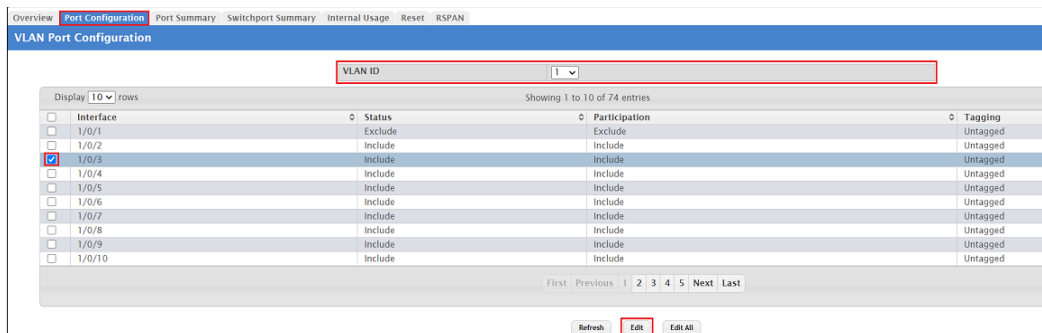 Overview Port Configuration Port Summary Switchport Summary Internal Usage Reset RSPAN
VLAN Port Configuration
VLAN ID 1
Display 10 rows Showing 1 to 10 of 74 entries
Interface Status Participation Tagging
1/0/1 Exclude Exclude Untagged
1/0/2 Include Include Untagged
1/0/3 Include Include Untagged
1/0/4 Include Include Untagged
1/0/5 Include Include Untagged
1/0/6 Include Include Untagged
1/0/7 Include Include Untagged
1/0/8 Include Include Untagged
1/0/9 Include Include Untagged
1/0/10 Include Include Untagged
First Previous 1 2 3 4 5 Next Last
Refresh Edit Edit All